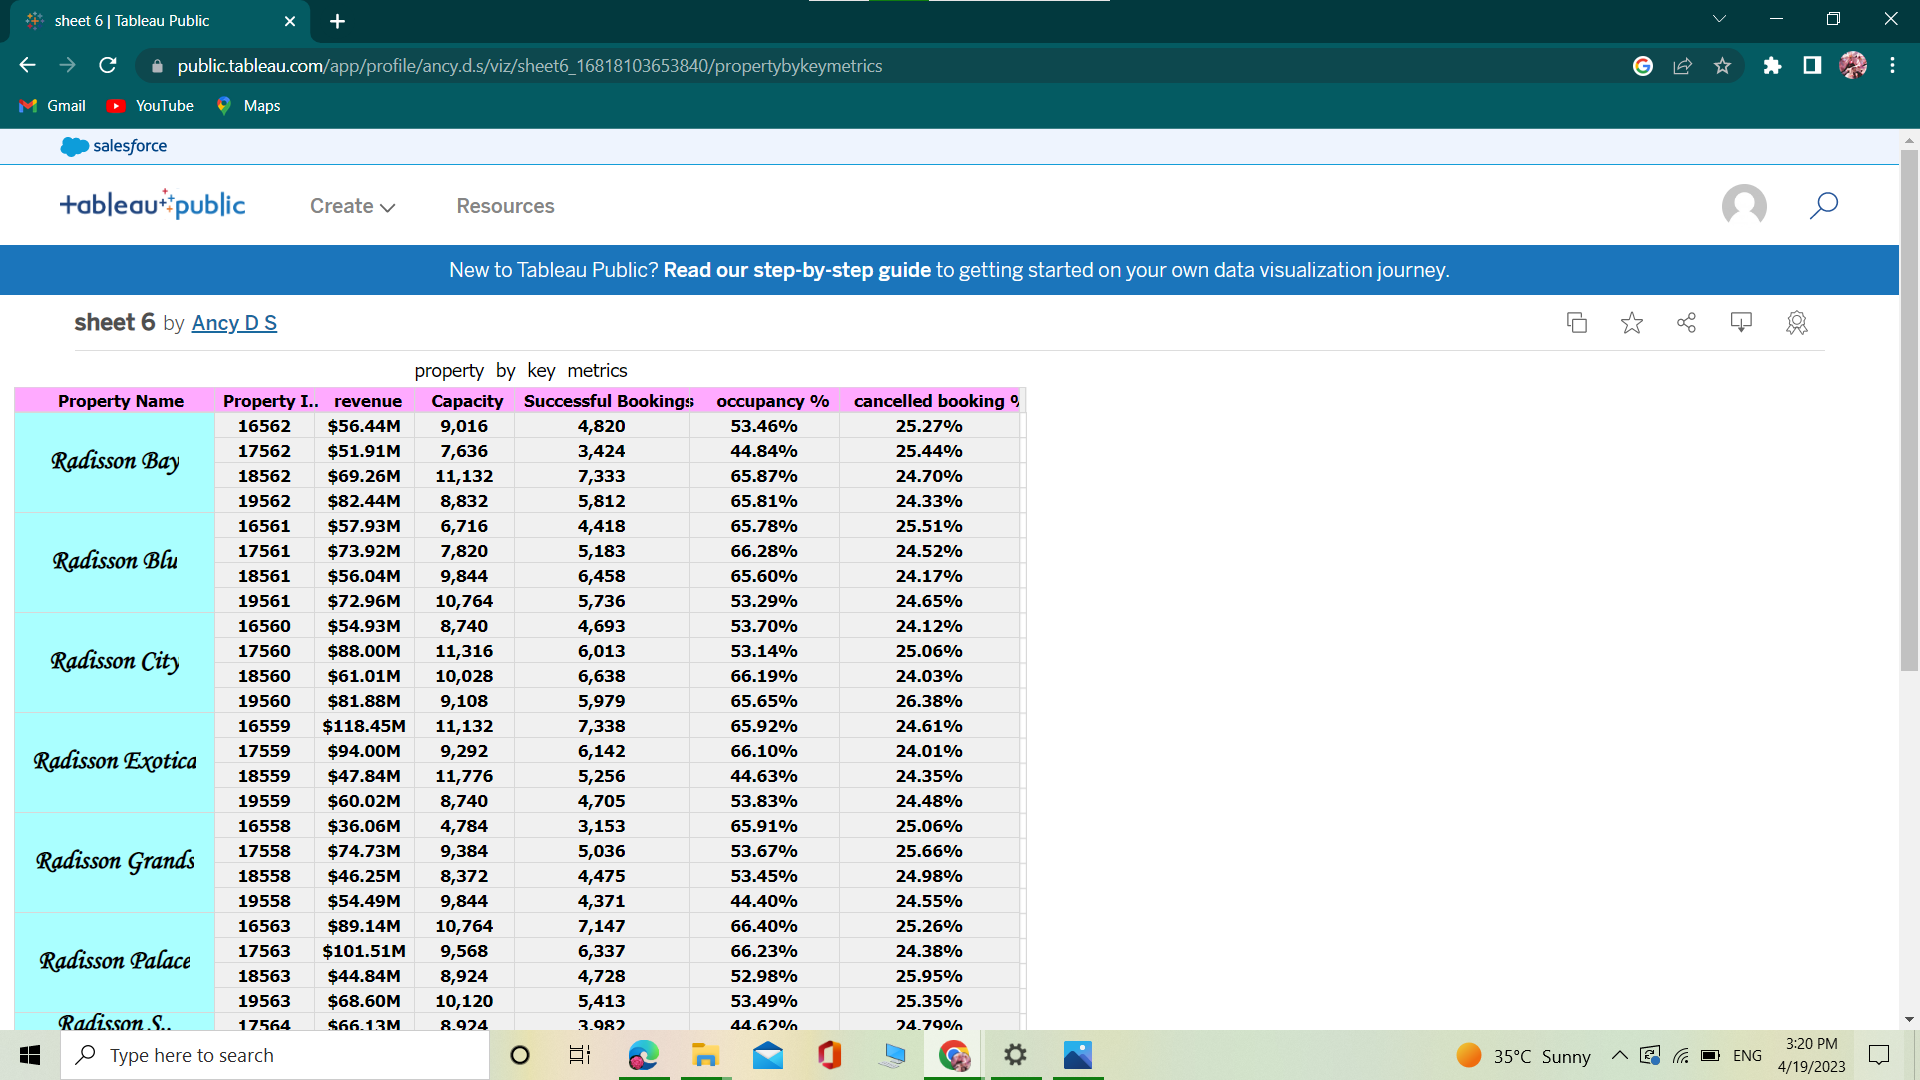 sheet 6 | Tableau Public
public.tableau.com/app/profile/ancy.d.s/viz/sheet6_16818103653840/propertybykeymetrics
Gmail YouTube Maps
salesforce
+ableau public Create Resources
New to Tableau Public? Read our step-by-step guide to getting started on your own data visualization journey.
sheet 6 by Ancy D S
property by key metrics
Property Name Property I.. revenue Capacity Successful Bookings occupancy % cancelled booking %
Radisson Bay
16562 $56.44M 9,016 4,820 53.46% 25.27%
17562 $51.91M 7,636 3,424 44.84% 25.44%
18562 $69.26M 11,132 7,333 65.87% 24.70%
19562 $82.44M 8,832 5,812 65.81% 24.33%
Radisson Blu
16561 $57.93M 6,716 4,418 65.78% 25.51%
17561 $73.92M 7,820 5,183 66.28% 24.52%
18561 $56.04M 9,844 6,458 65.60% 24.17%
19561 $72.96M 10,764 5,736 53.29% 24.65%
Radisson City
16560 $54.93M 8,740 4,693 53.70% 24.12%
17560 $88.00M 11,316 6,013 53.14% 25.06%
18560 $61.01M 10,028 6,638 66.19% 24.03%
19560 $81.88M 9,108 5,979 65.65% 26.38%
Radisson Exotica
16559 $118.45M 11,132 7,338 65.92% 24.61%
17559 $94.00M 9,292 6,142 66.10% 24.01%
18559 $47.84M 11,776 5,256 44.63% 24.35%
19559 $60.02M 8,740 4,705 53.83% 24.48%
Radisson Grands
16558 $36.06M 4,784 3,153 65.91% 25.06%
17558 $74.73M 9,384 5,036 53.67% 25.66%
18558 $46.25M 8,372 4,475 53.45% 24.98%
19558 $54.49M 9,844 4,371 44.40% 24.55%
Radisson Palace
16563 $89.14M 10,764 7,147 66.40% 25.26%
17563 $101.51M 9,568 6,337 66.23% 24.38%
18563 $44.84M 8,924 4,728 52.98% 25.95%
19563 $68.60M 10,120 5,413 53.49% 25.35%
Radisson S..
17564 $66.13M 8,924 3,982 44.62% 24.79%
Type here to search
35°C Sunny
ENG
3:20 PM
4/19/2023